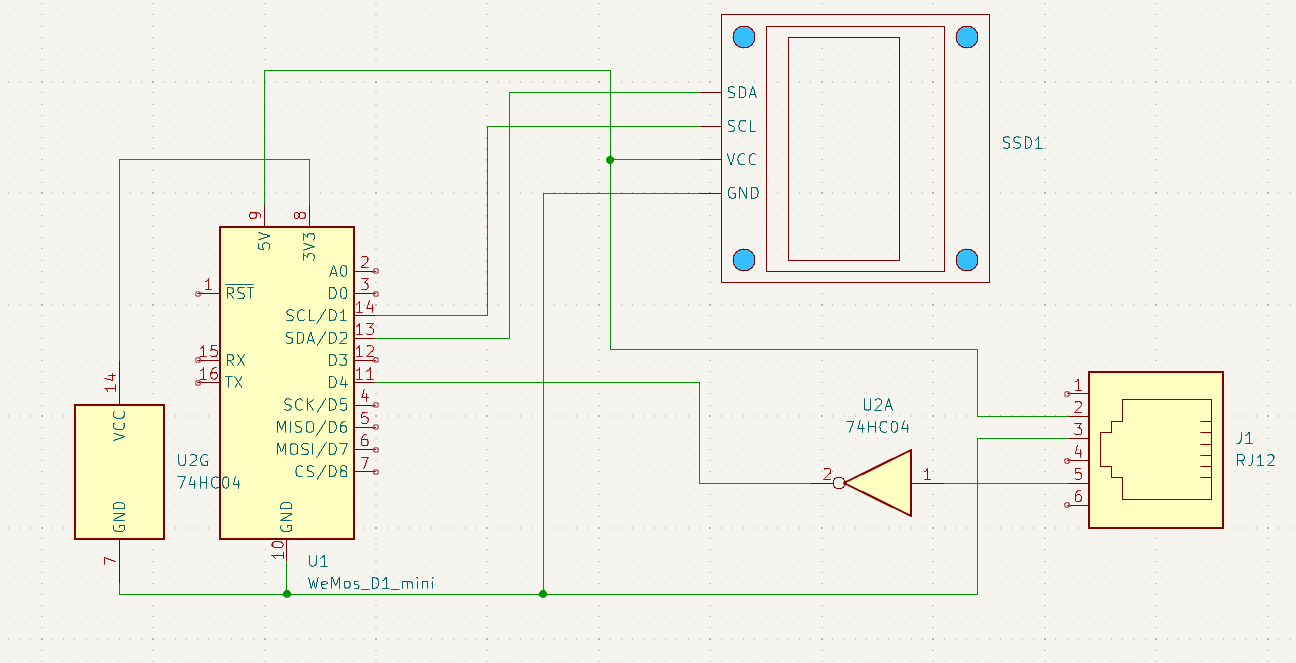 SDA
SCL
VCC
GND
SSD1
9
8
5V
3V3
A0
2
D0
3
1
RST
SCL/D1
14
SDA/D2
13
15
RX
D3
12
16
TX
D4
11
SCK/D5
4
MISO/D6
5
MOSI/D7
6
CS/D8
7
GND
10
U1
WeMos_D1_mini
14
VCC
GND
7
U2G
74HC04
U2A
74HC04
2
1
1
2
3
4
5
6
J1
RJ12